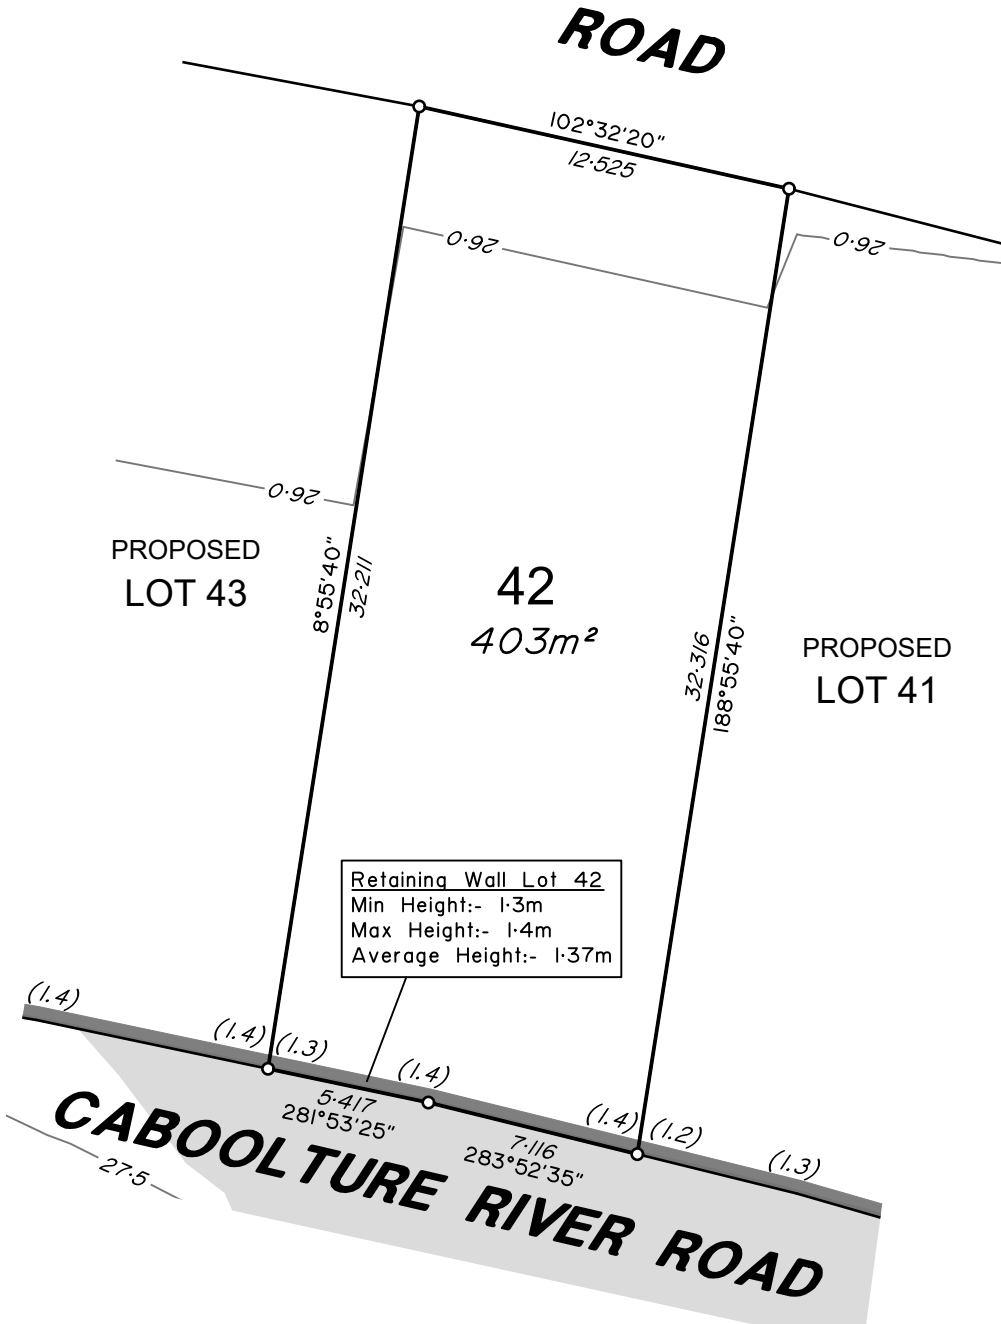 ROAD
102°32'20"
12·525
26·0
26·0
26·0
PROPOSED
LOT 43
8°55'40"
32·211
42
403m²
32·316
188°55'40"
PROPOSED
LOT 41
Retaining Wall Lot 42
Min Height:- 1·3m
Max Height:- 1·4m
Average Height:- 1·37m
(1.4)
(1.4)
(1.3)
(1.4)
(1.4)
(1.2)
(1.3)
5·417
281°53'25"
7·116
283°52'35"
CABOOLTURE RIVER ROAD
27·5